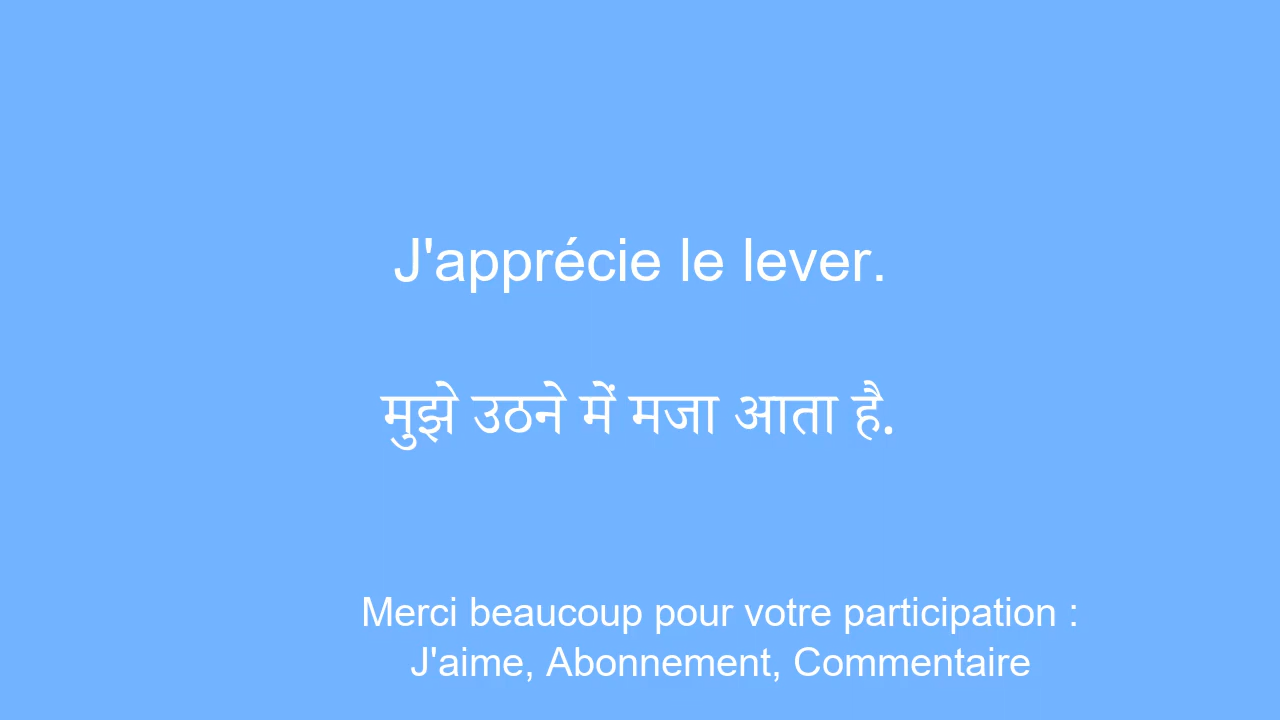 J'apprécie le lever.
मुझे उठने में मजा आता है.
Merci beaucoup pour votre participation :
J'aime, Abonnement, Commentaire